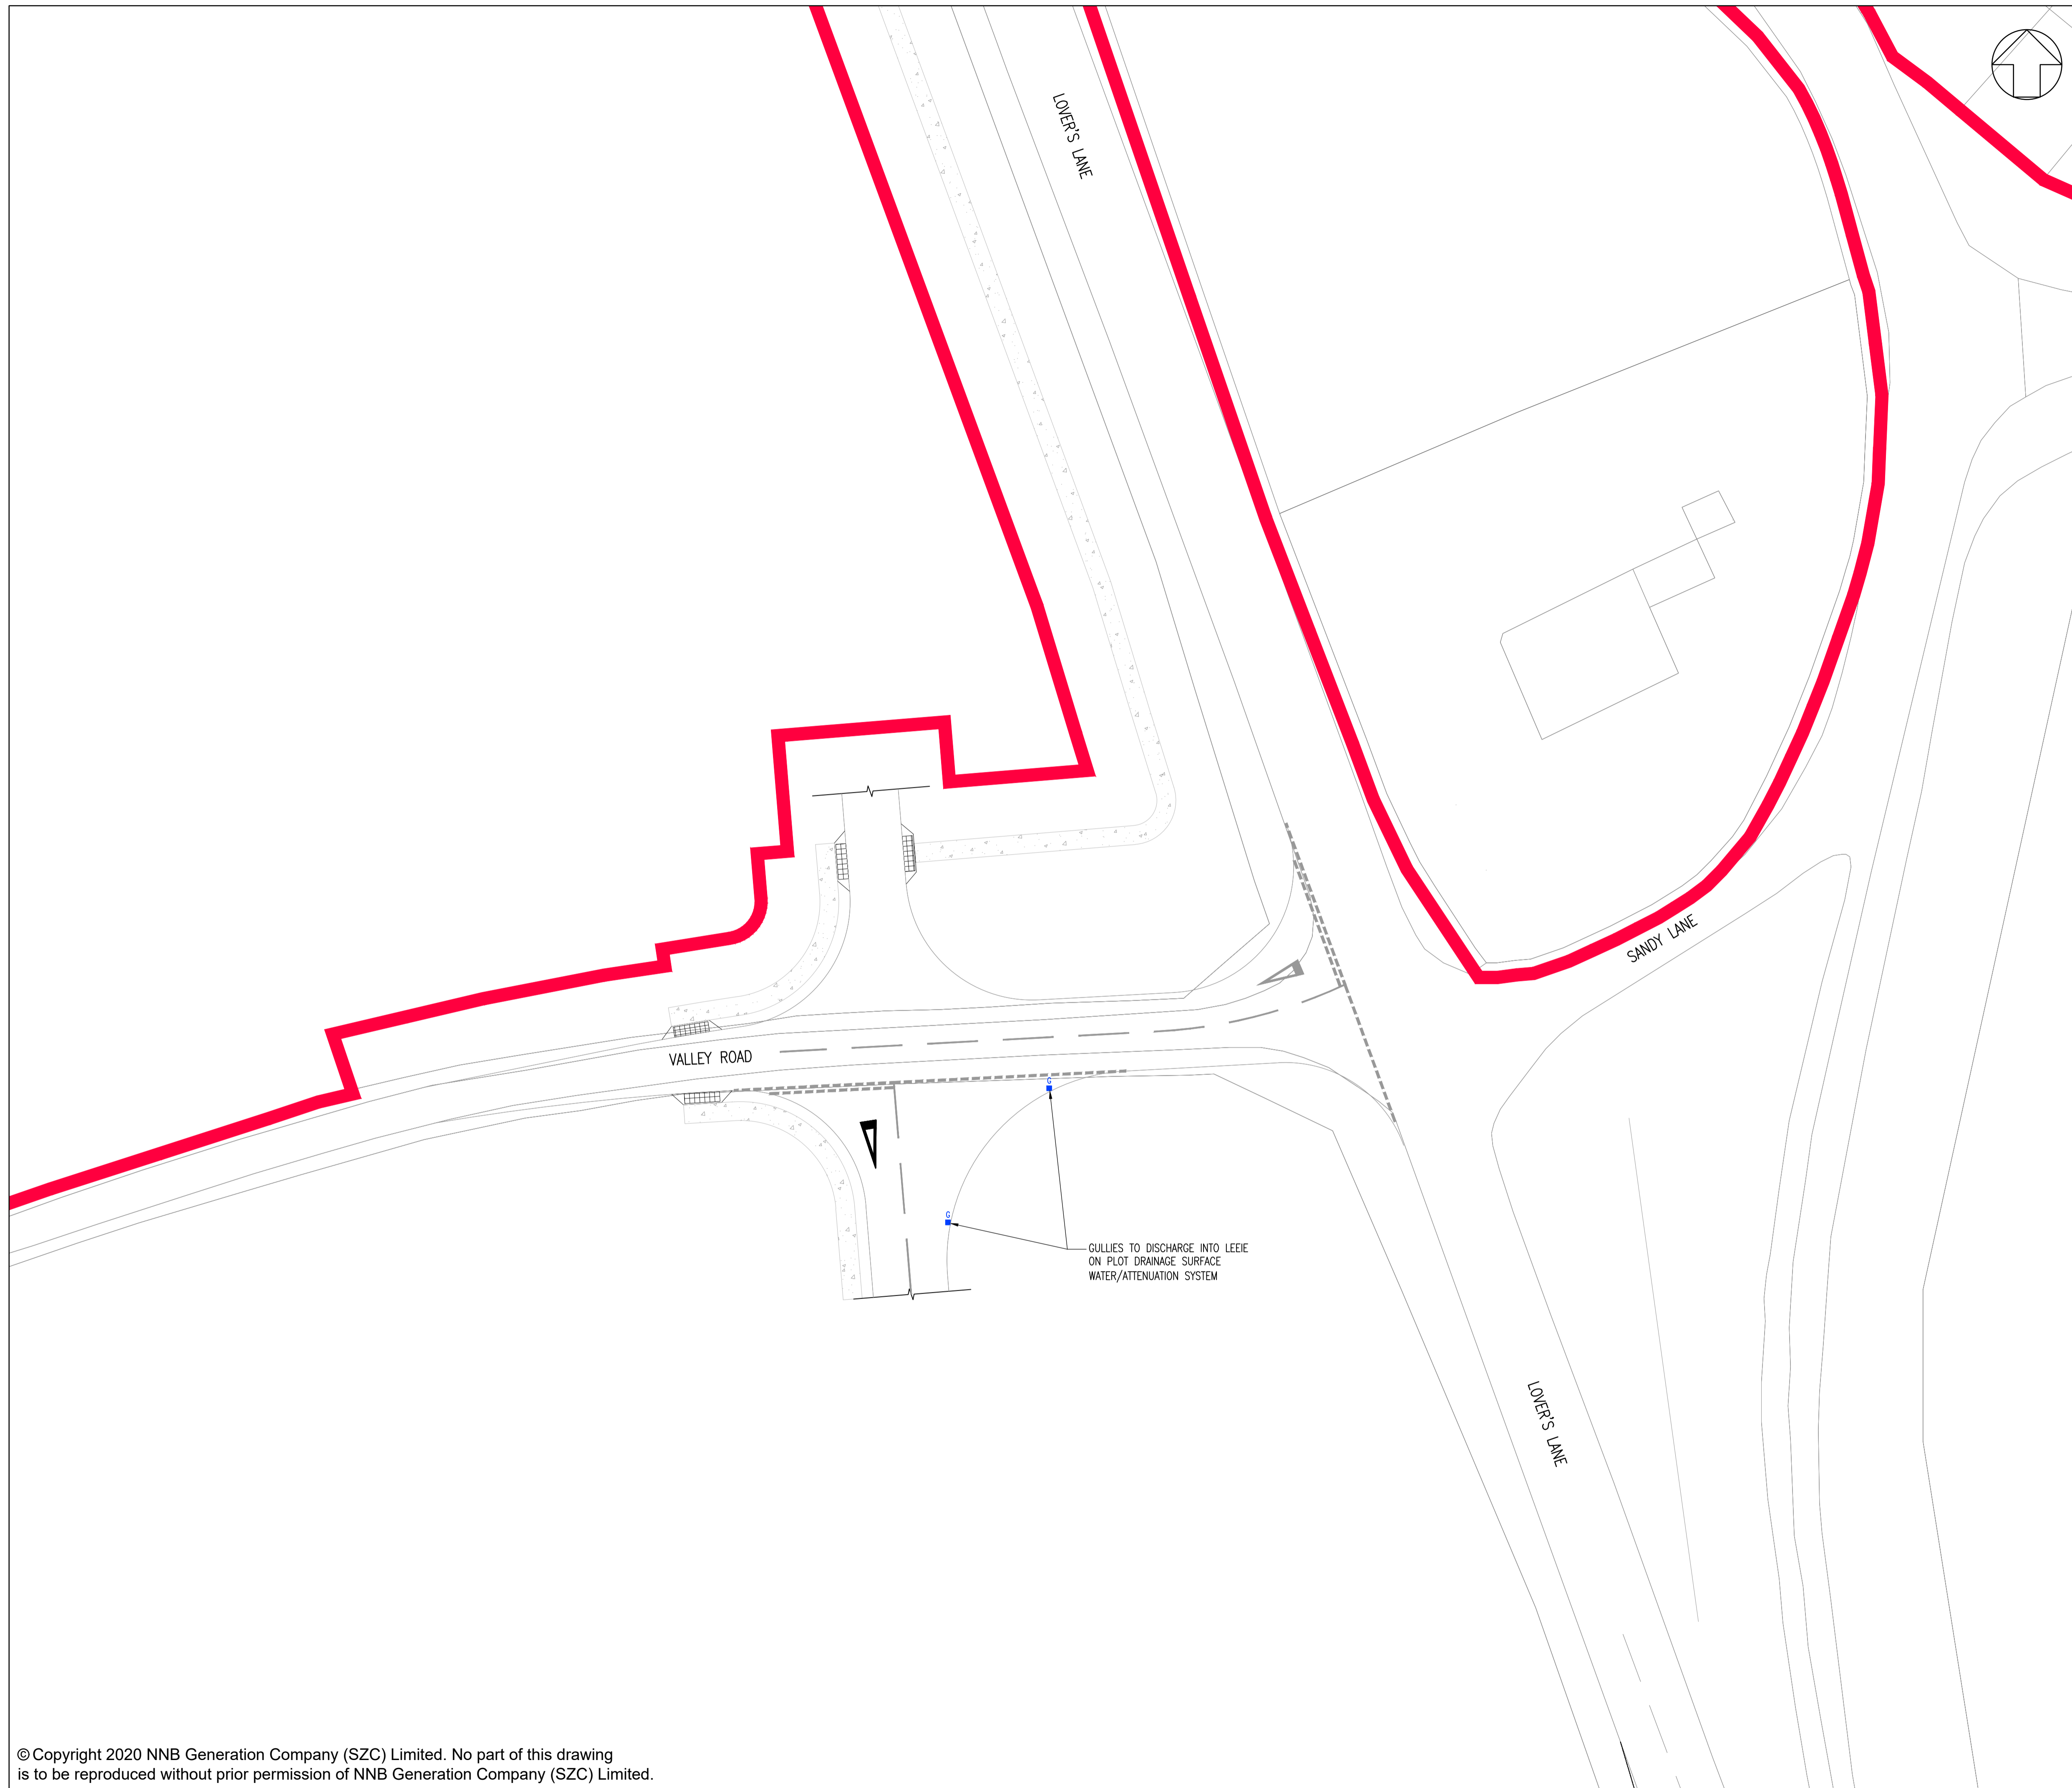 LOVER'S LANE
SANDY LANE
VALLEY ROAD
G
G
GULLIES TO DISCHARGE INTO LEEIE
ON PLOT DRAINAGE SURFACE
WATER/ATTENUATION SYSTEM
LOVER'S LANE
© Copyright 2020 NNB Generation Company (SZC) Limited. No part of this drawing
is to be reproduced without prior permission of NNB Generation Company (SZC) Limited.